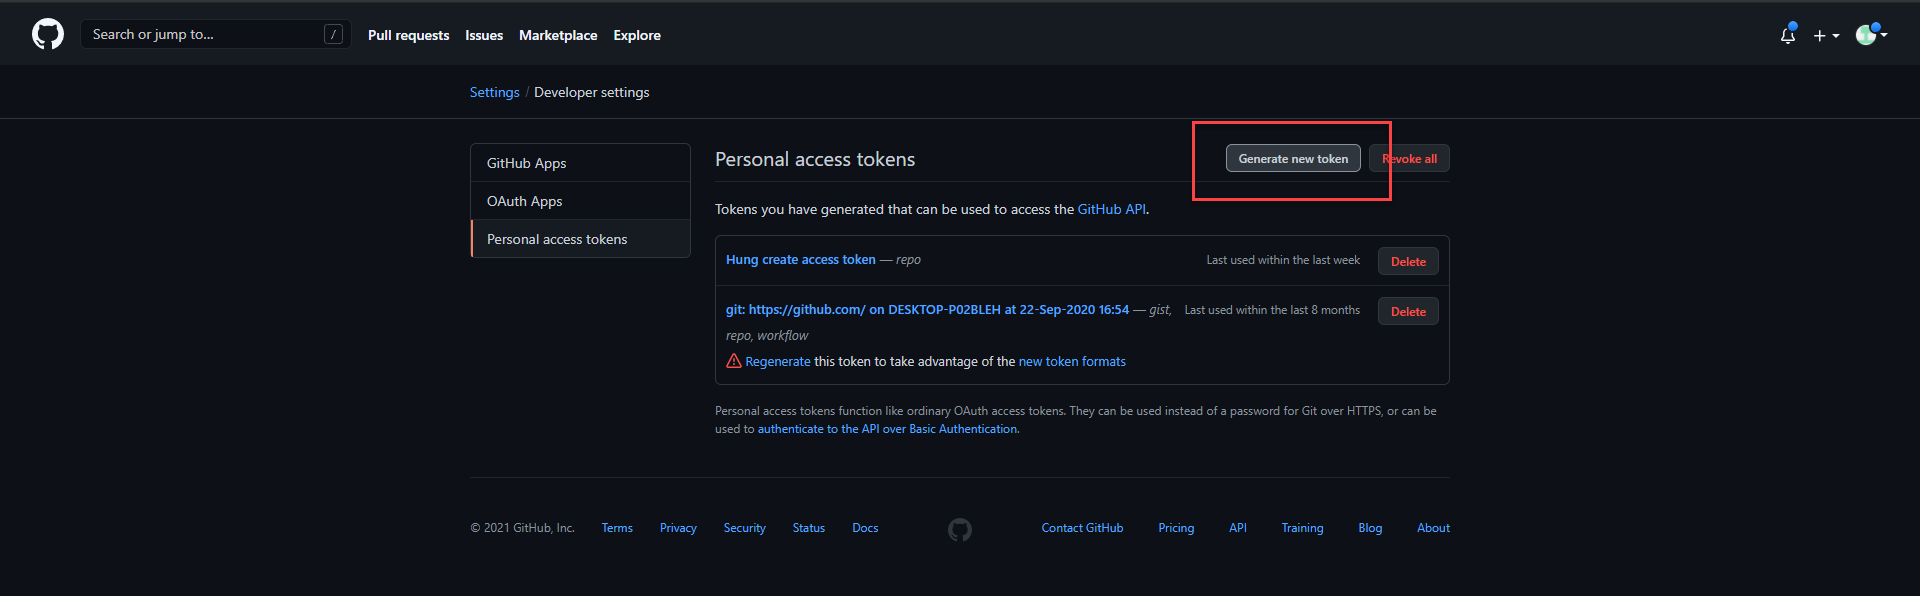 Search or jump to... /
Pull requests Issues Marketplace Explore
Settings / Developer settings
GitHub Apps
OAuth Apps
Personal access tokens
Personal access tokens
Generate new token
Revoke all
Tokens you have generated that can be used to access the GitHub API.
Hung create access token — repo
Last used within the last week
Delete
git: https://github.com/ on DESKTOP-P02BLEH at 22-Sep-2020 16:54 — gist,
repo, workflow
Last used within the last 8 months
Delete
Regenerate this token to take advantage of the new token formats
Personal access tokens function like ordinary OAuth access tokens. They can be used instead of a password for Git over HTTPS, or can be
used to authenticate to the API over Basic Authentication.
© 2021 GitHub, Inc. Terms Privacy Security Status Docs Contact GitHub Pricing API Training Blog About